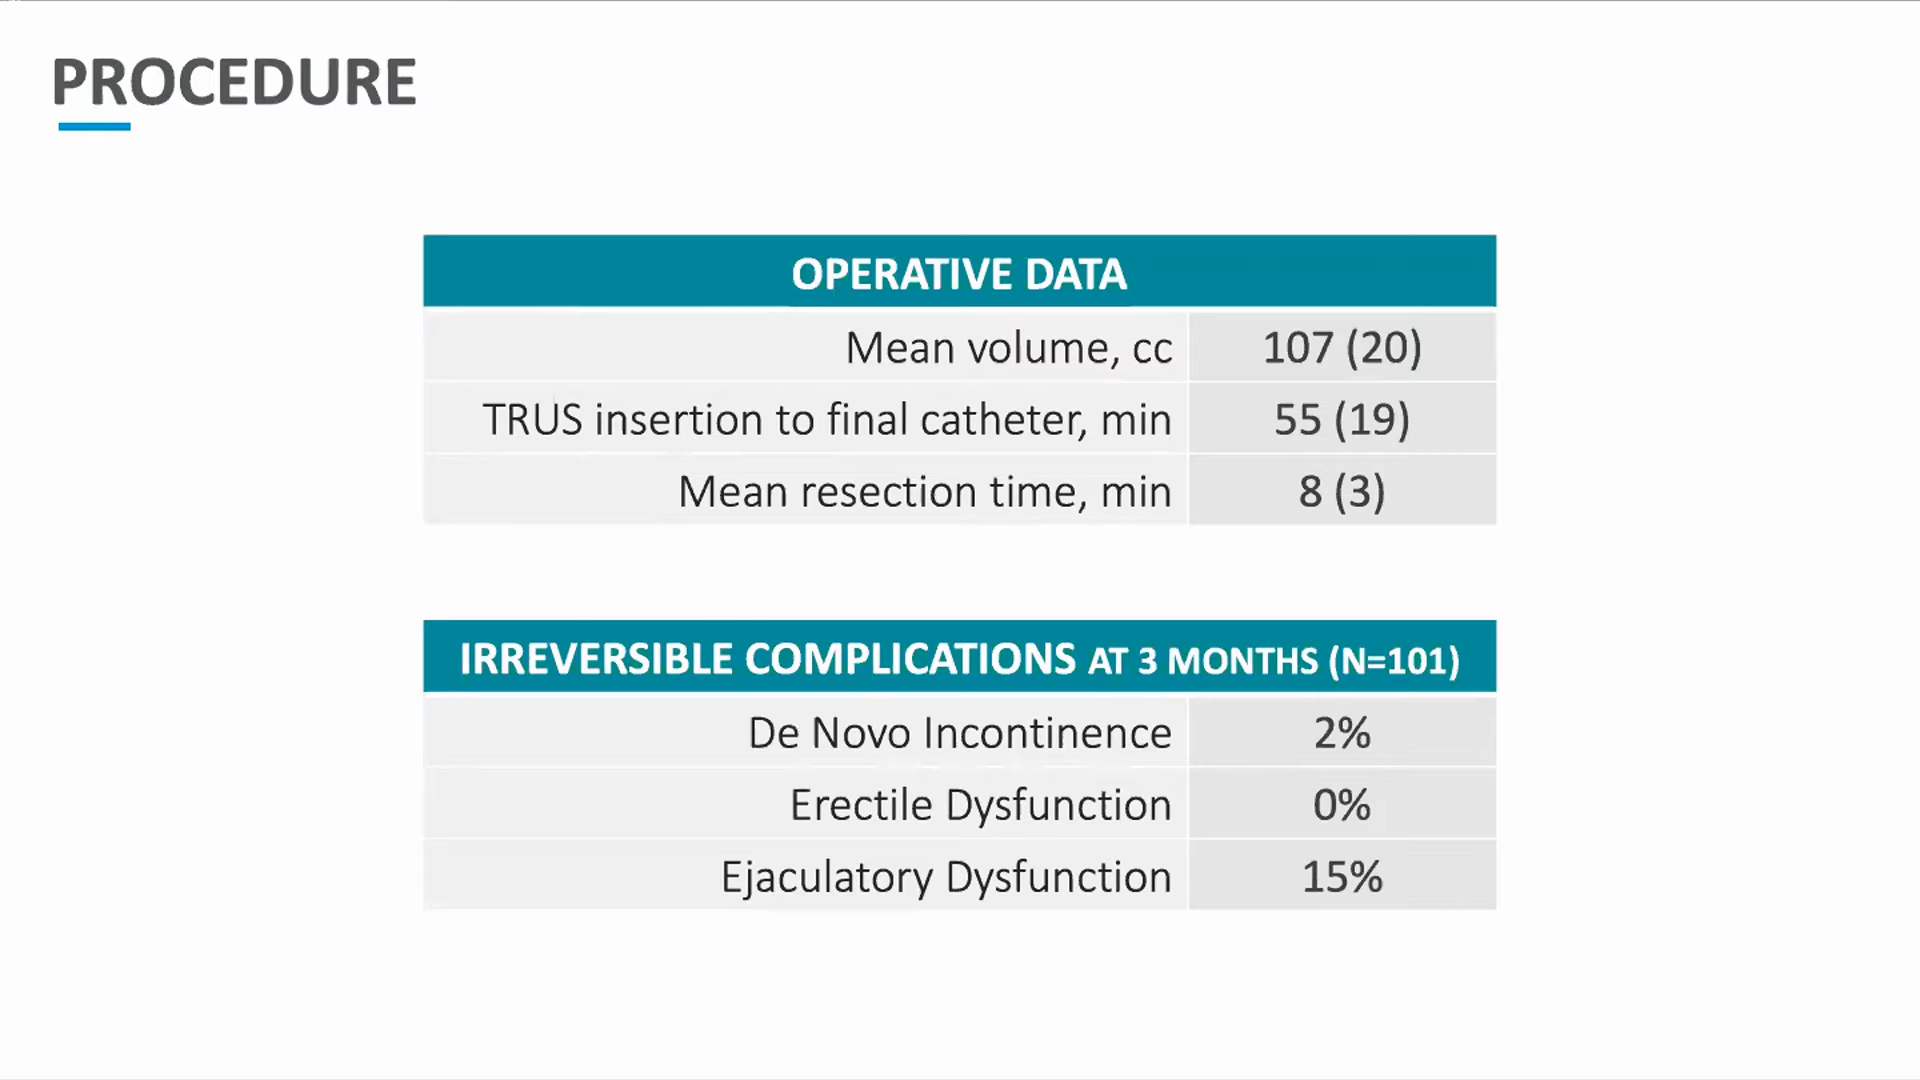 PROCEDURE
OPERATIVE DATA
Mean volume, cc 107 (20)
TRUS insertion to final catheter, min 55 (19)
Mean resection time, min 8 (3)
IRREVERSIBLE COMPLICATIONS AT 3 MONTHS (N=101)
De Novo Incontinence 2%
Erectile Dysfunction 0%
Ejaculatory Dysfunction 15%